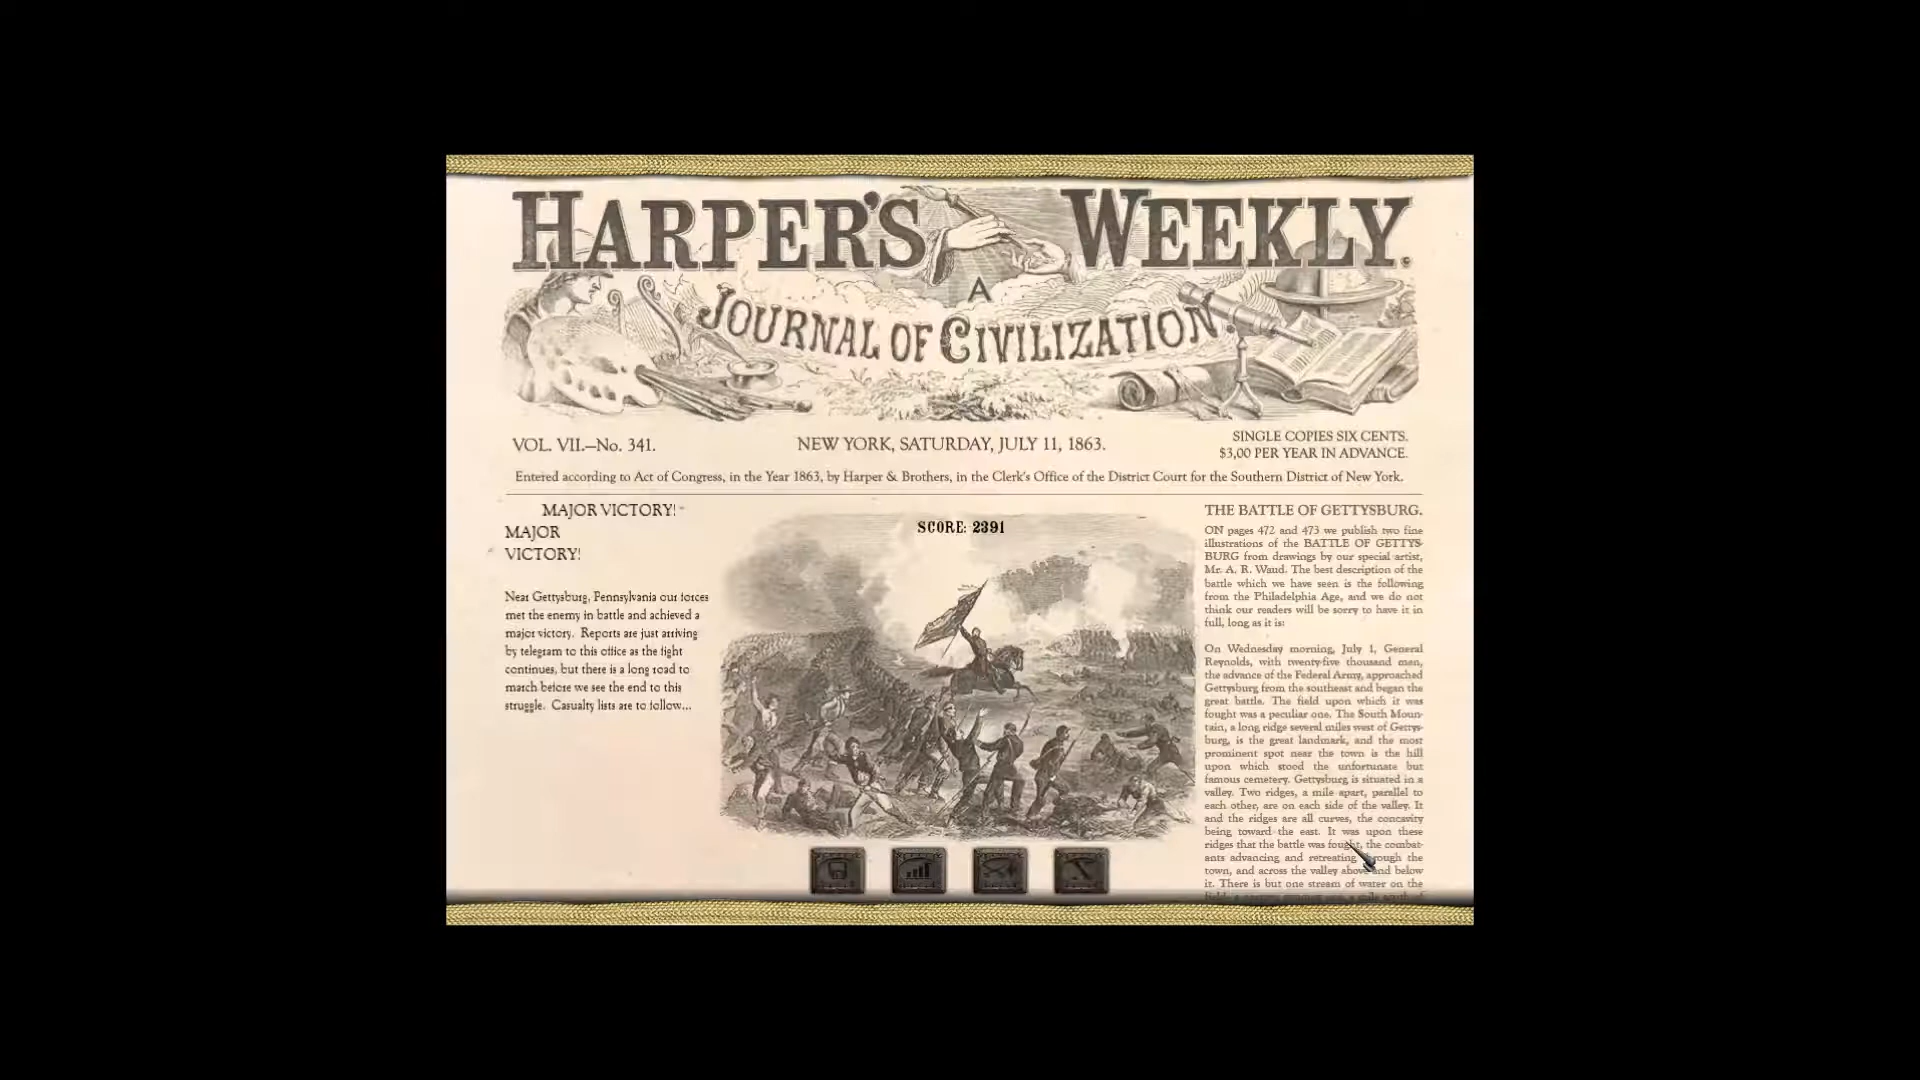 HARPER'S WEEKLY.
A
JOURNAL OF CIVILIZATION
VOL. VII.—No. 341.
NEW YORK, SATURDAY, JULY 11, 1863.
SINGLE COPIES SIX CENTS.
$3,00 PER YEAR IN ADVANCE.
Entered according to Act of Congress, in the Year 1863, by Harper & Brothers, in the Clerk's Office of the District Court for the Southern District of New York.
MAJOR VICTORY!
MAJOR
VICTORY!
Near Gettysburg, Pennsylvania our forces
met the enemy in battle and achieved a
major victory. Reports are just arriving
by telegram to this office as the fight
continues, but there is a long road to
march before we see the end to this
struggle. Casualty lists are to follow...
SCORE: 2391
THE BATTLE OF GETTYSBURG.
ON pages 472 and 473 we publish two fine
illustrations of the BATTLE OF GETTYS-
BURG from drawings by our special artist,
Mr. A. R. Waud. The best description of the
battle which we have seen is the following
from the Philadelphia Age, and we do not
think our readers will be sorry to have it in
full, long as it is:
On Wednesday morning, July 1, General
Reynolds, with twenty-five thousand men,
the advance of the Federal Army, approached
Gettysburg from the southeast and began the
great battle. The field upon which it was
fought was a peculiar one. The South Moun-
tain, a long ridge several miles west of Gettys-
burg, is the great landmark, and the most
prominent spot near the town is the hill
upon which stood the unfortunate but
famous cemetery. Gettysburg is situated in a
valley. Two ridges, a mile apart, parallel to
each other, are on each side of the valley. It
and the ridges are all curves, the concavity
being toward the east. It was upon these
ridges that the battle was fought, the combat-
ants advancing and retreating through the
town, and across the valley above and below
it. There is but one stream of water on the